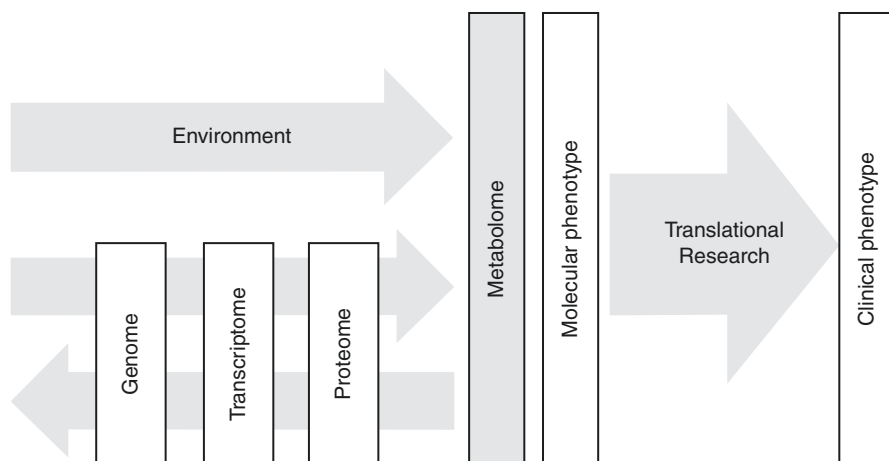 Environment
Genome
Transcriptome
Proteome
Metabolome
Molecular phenotype
Translational
Research
Clinical phenotype